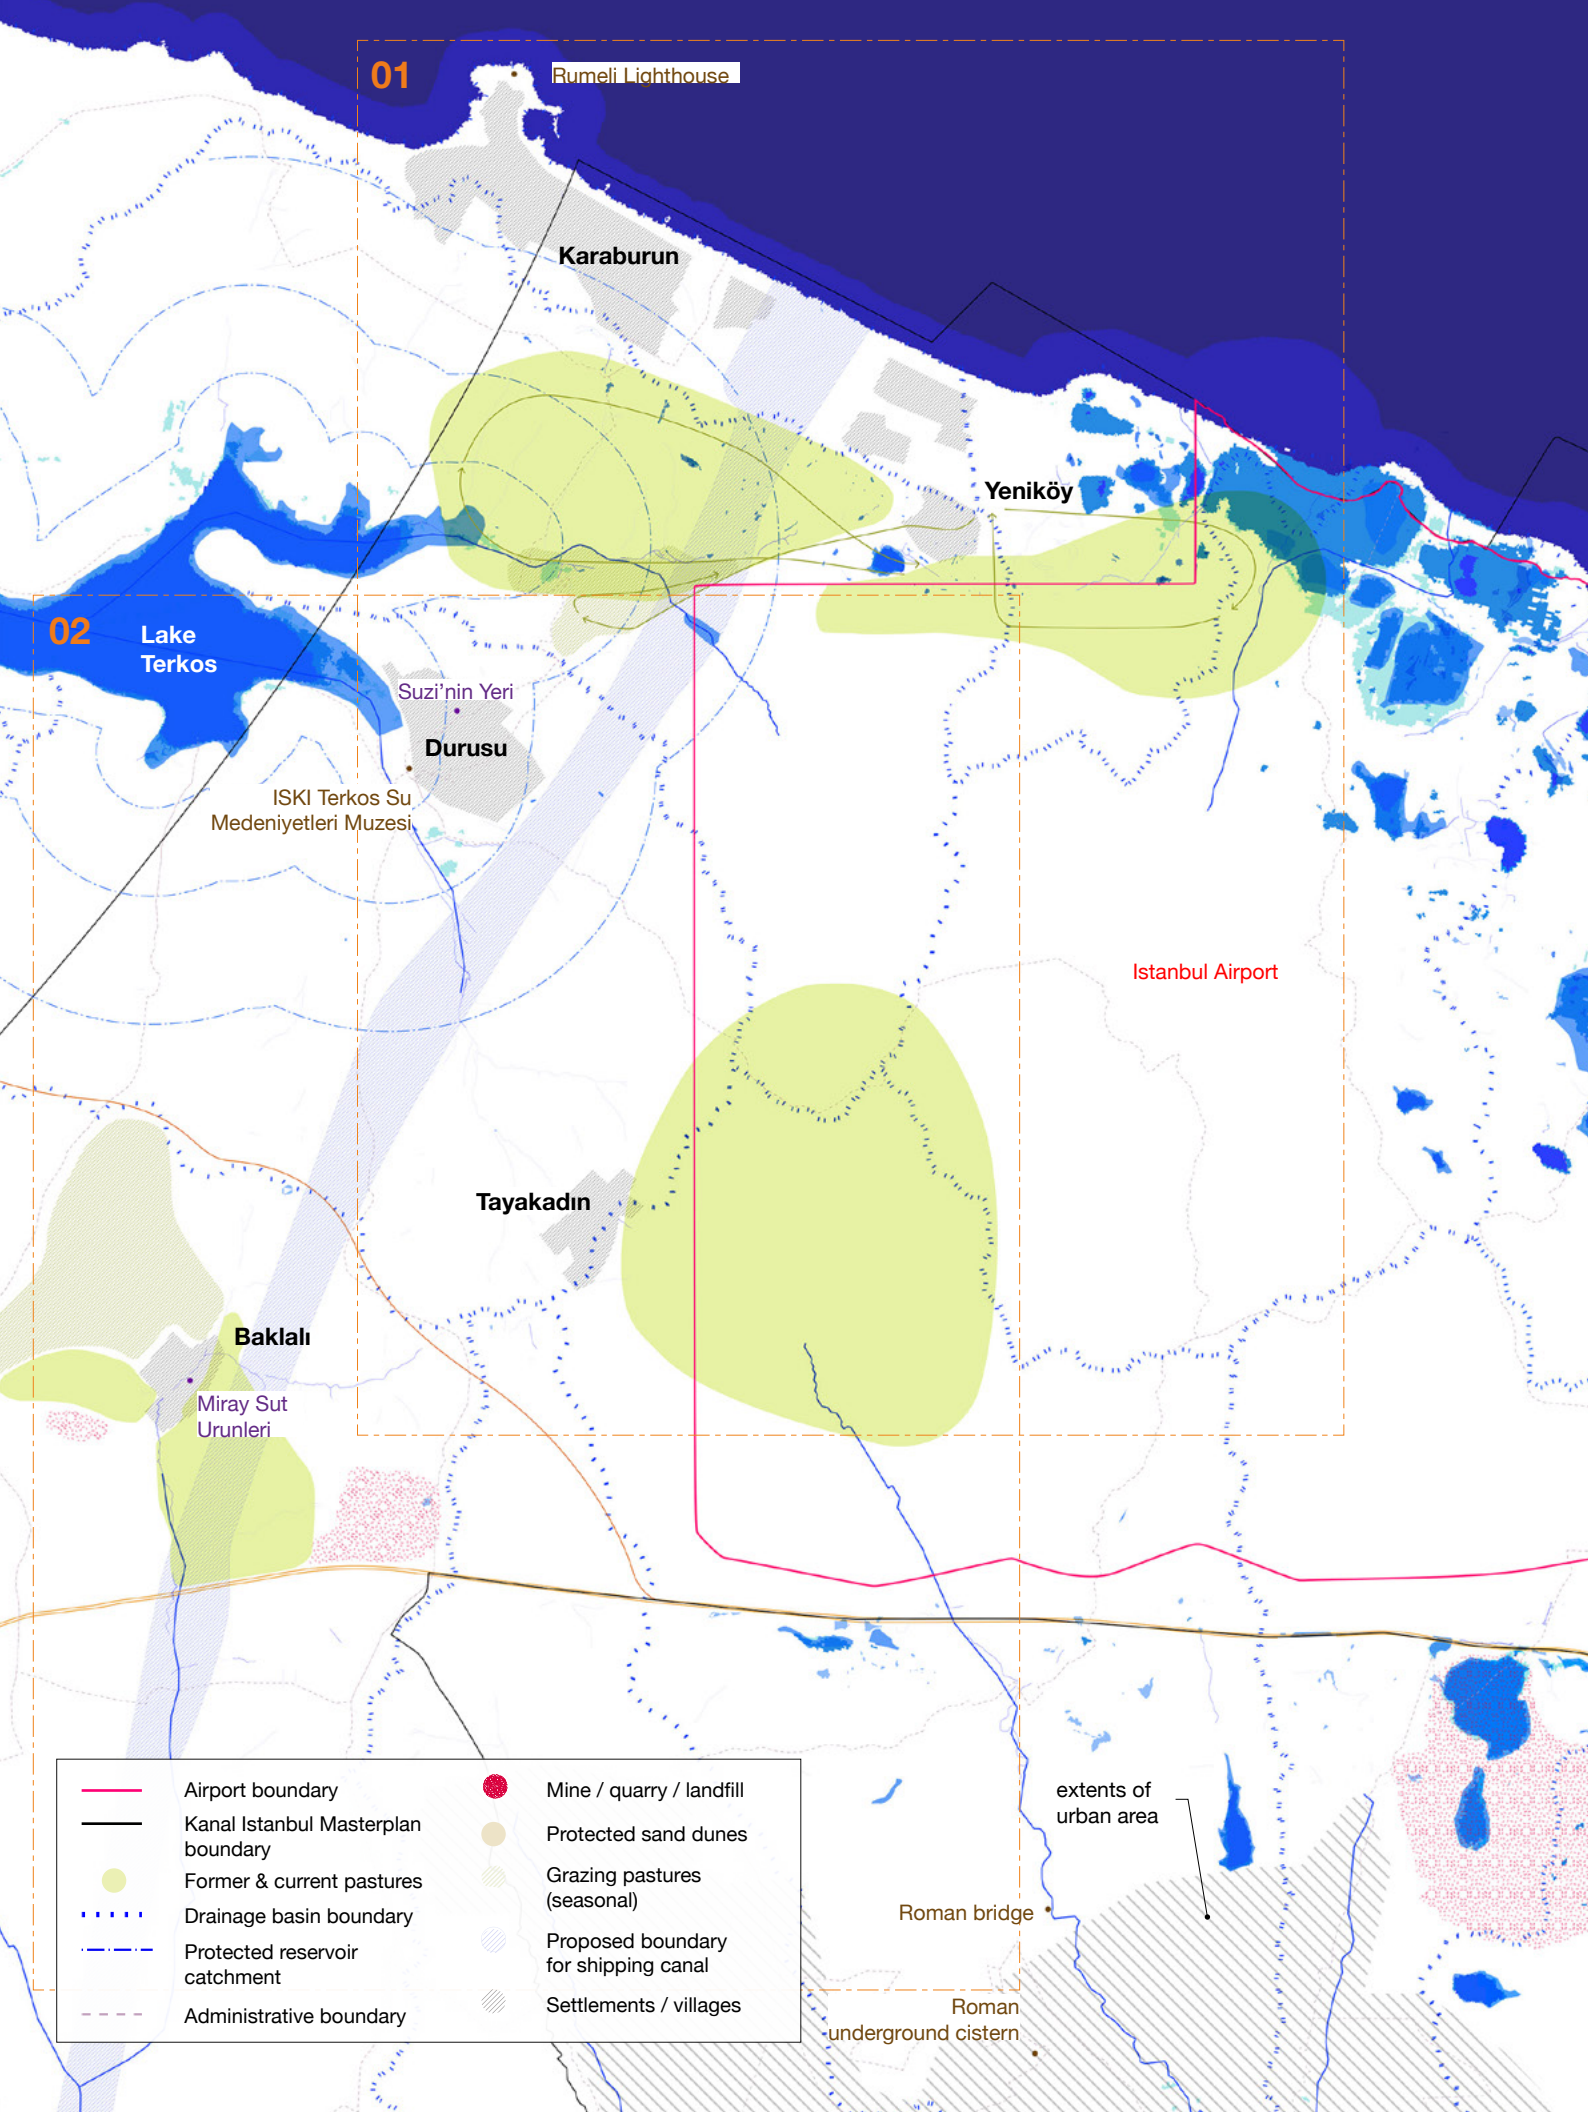 01
Rumeli Lighthouse
Karaburun
Yeniköy
02
Lake
Terkos
Suzi’nin Yeri
Durusu
ISKI Terkos Su
Medeniyetleri Muzesi
Istanbul Airport
Tayakadın
Baklalı
Miray Sut
Urunleri
Airport boundary
Kanal Istanbul Masterplan
boundary
Former & current pastures
Drainage basin boundary
Protected reservoir
catchment
Administrative boundary
Mine / quarry / landfill
Protected sand dunes
Grazing pastures
(seasonal)
Proposed boundary
for shipping canal
Settlements / villages
extents of
urban area
Roman bridge
Roman
underground cistern